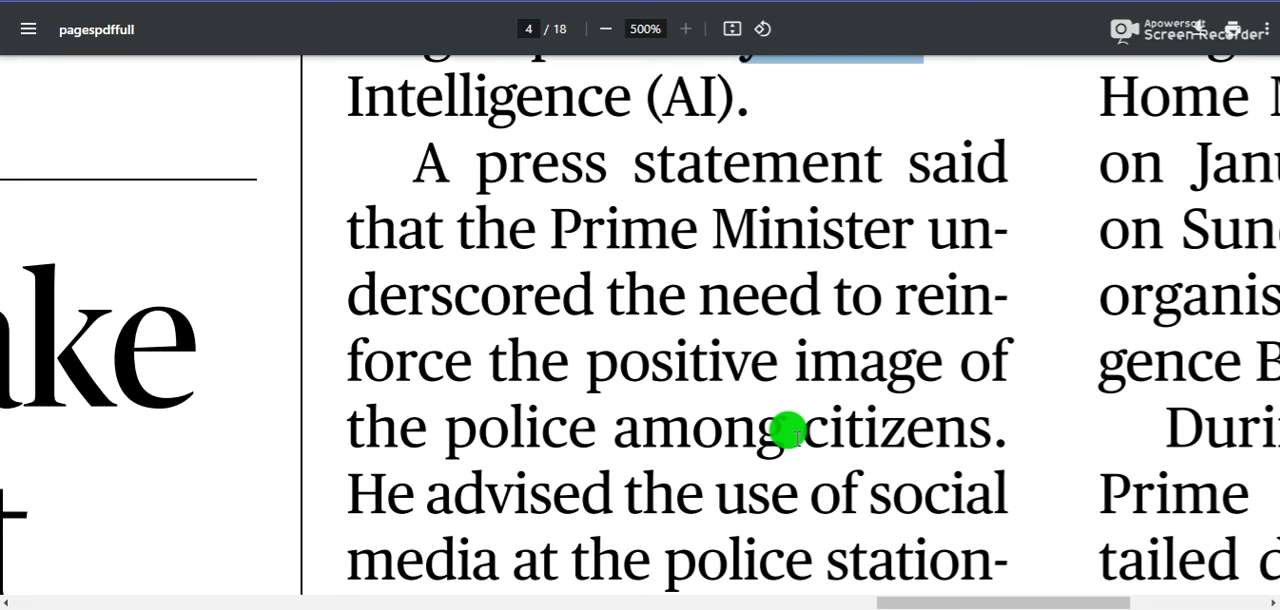 pagespdffull
4 / 18
500%
Apowersoft
Screen Recorder
Intelligence (AI).
A press statement said
that the Prime Minister un-
derscored the need to rein-
force the positive image of
the police among citizens.
He advised the use of social
media at the police station-
ake
Home
on Janu
on Sun
organis
gence B
Duri
Prime
tailed